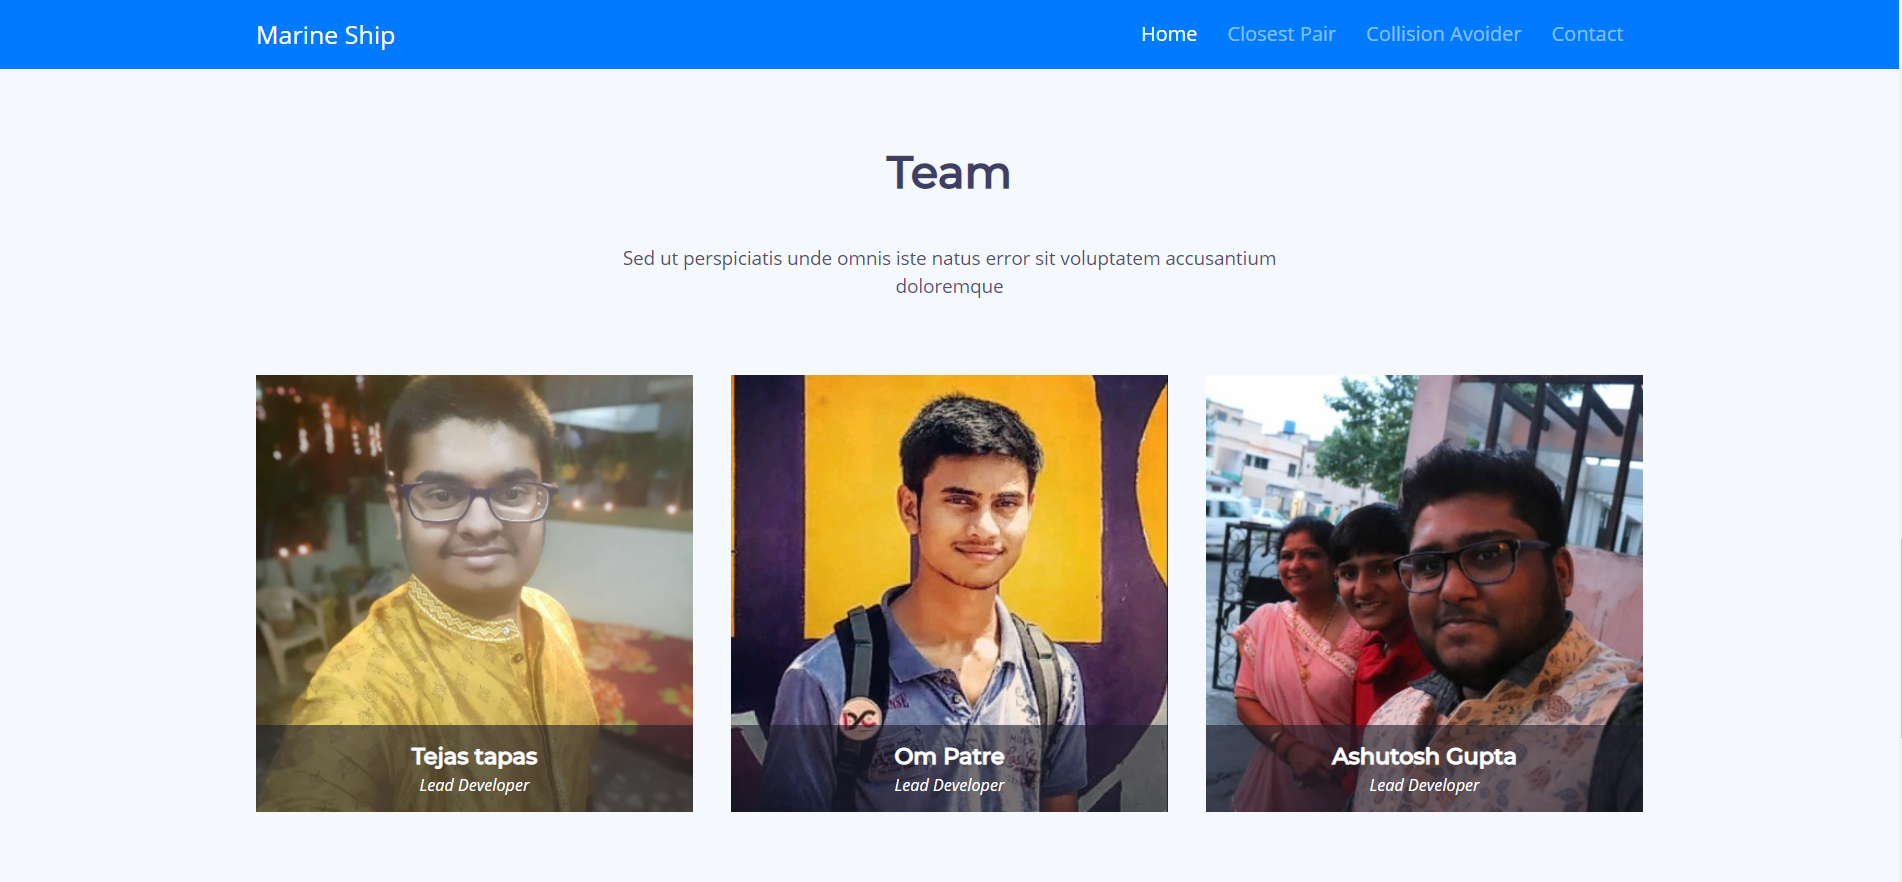 Marine Ship
Home Closest Pair Collision Avoider Contact
Team
Sed ut perspiciatis unde omnis iste natus error sit voluptatem accusantium
doloremque
Tejas tapas
Lead Developer
Om Patre
Lead Developer
Ashutosh Gupta
Lead Developer